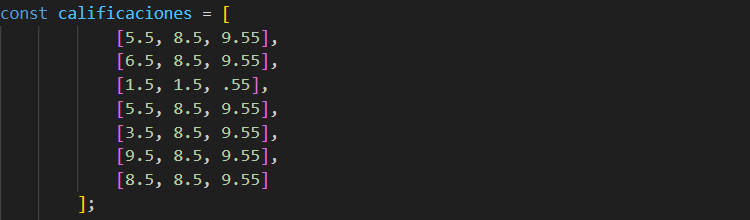 const calificaciones = [
[5.5, 8.5, 9.55],
[6.5, 8.5, 9.55],
[1.5, 1.5, .55],
[5.5, 8.5, 9.55],
[3.5, 8.5, 9.55],
[9.5, 8.5, 9.55],
[8.5, 8.5, 9.55]
];